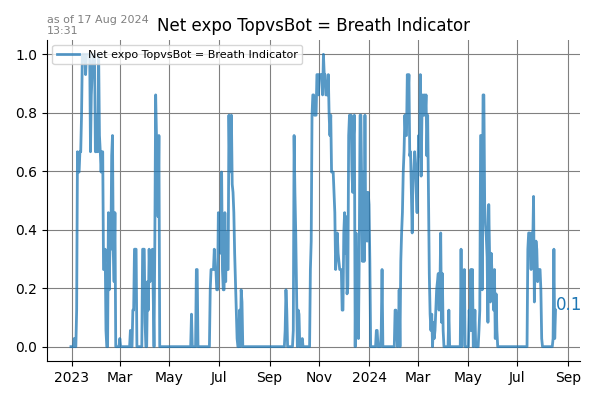 as of 17 Aug 2024
13:31
Net expo TopvsBot = Breath Indicator
Net expo TopvsBot = Breath Indicator
1.0
0.8
0.6
0.4
0.2
0.0
0.1
2023 Mar May Jul Sep Nov 2024 Mar May Jul Sep